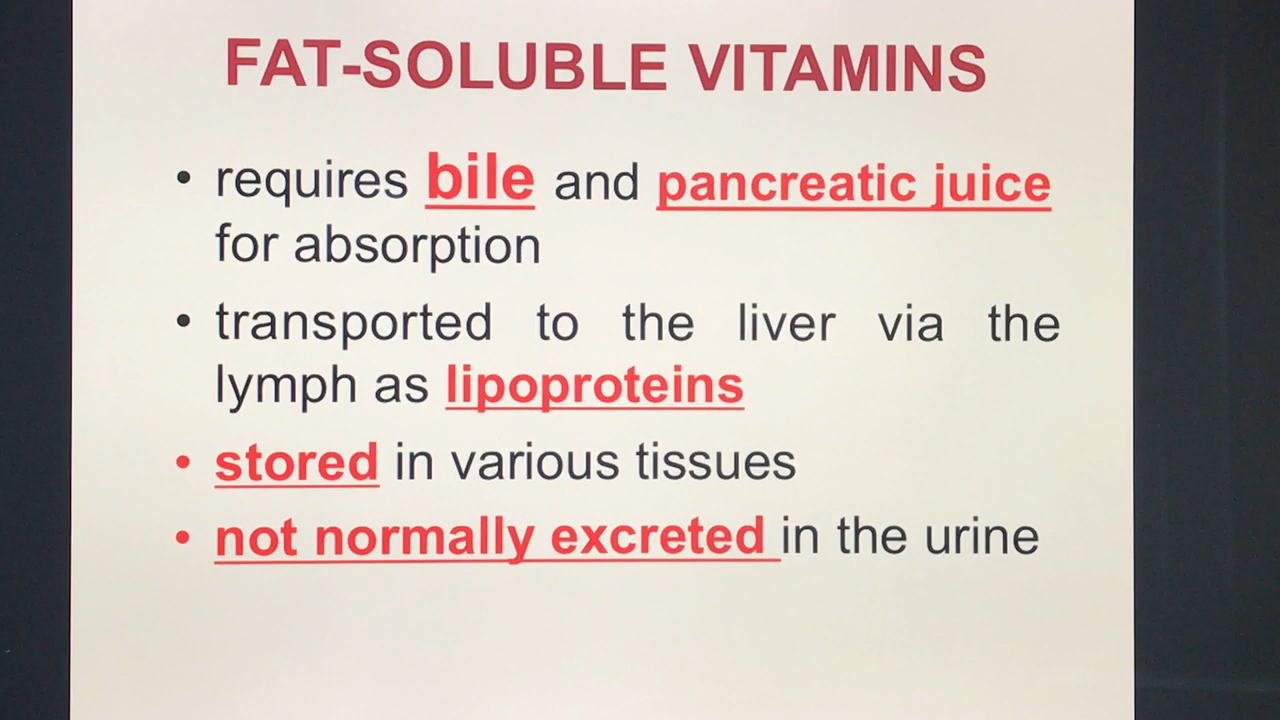 FAT-SOLUBLE VITAMINS
• requires bile and pancreatic juice
for absorption
• transported to the liver via the
lymph as lipoproteins
• stored in various tissues
• not normally excreted in the urine